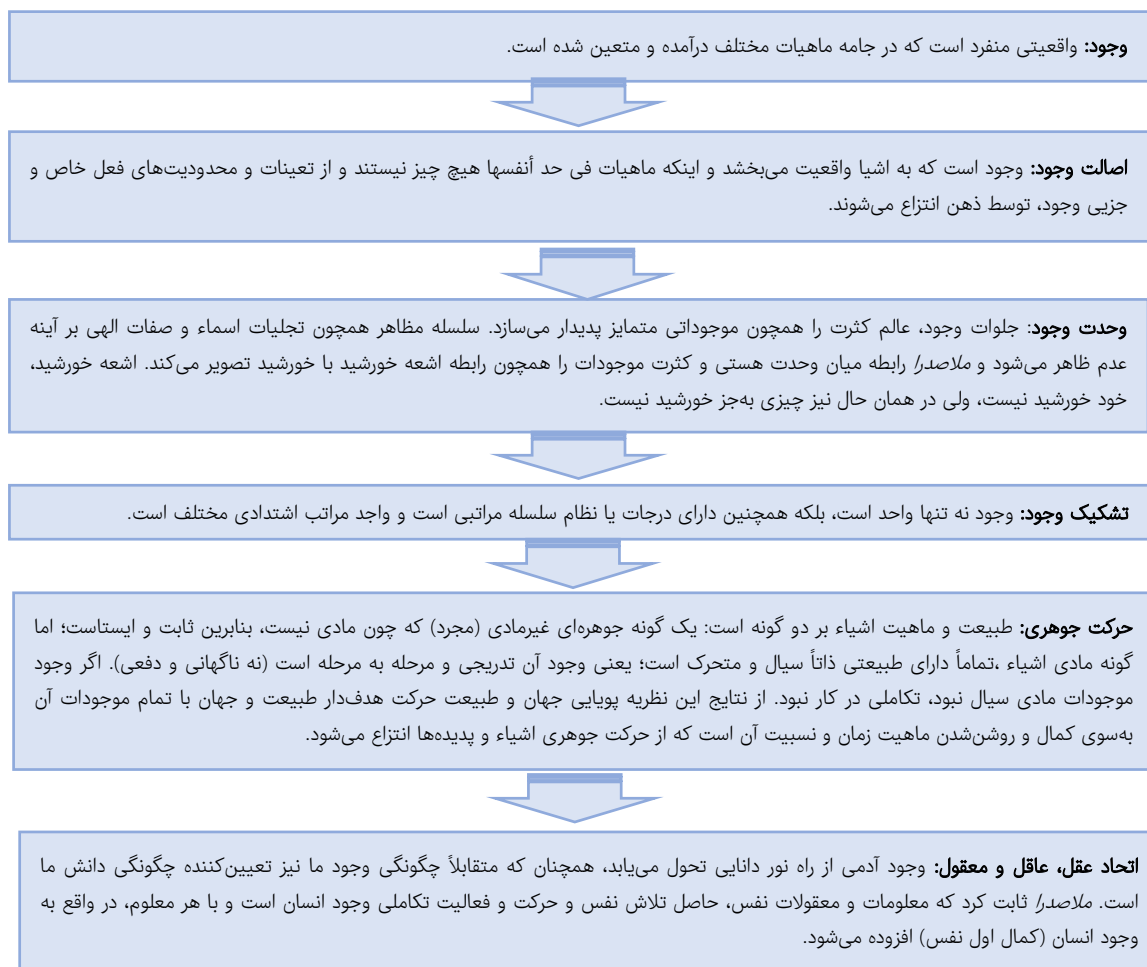 وجود: واقعیتی منفرد است که در جامه ماهیات مختلف درآمده و متعین شده است.
اصالت وجود: وجود است که به اشیا واقعیت می‌بخشد و اینکه ماهیات فی حد أنفسها هیچ چیز نیستند و از تعینات و محدودیت‌های فعل خاص و
جزیی وجود، توسط ذهن انتزاع می‌شوند.
وحدت وجود: جلوات وجود، عالم کثرت را همچون موجوداتی متمایز پدیدار می‌سازد. سلسله مظاهر همچون تجلیات اسماء و صفات الهی بر آینه
عدم ظاهر می‌شود و ملاصدرا رابطه میان وحدت هستی و کثرت موجودات را همچون رابطه اشعه خورشید با خورشید تصویر می‌کند. اشعه خورشید،
خود خورشید نیست، ولی در همان حال نیز چیزی به‌جز خورشید نیست.
تشکیک وجود: وجود نه تنها واحد است، بلکه همچنین دارای درجات یا نظام سلسله مراتبی است و واجد مراتب اشتدادی مختلف است.
حرکت جوهری: طبیعت و ماهیت اشیاء بر دو گونه است: یک گونه جوهره‌ای غیرمادی (مجرد) که چون مادی نیست، بنابرین ثابت و ایستاست؛ اما
گونه مادی اشیاء ،تماماً دارای طبیعتی ذاتاً سیال و متحرک است؛ یعنی وجود آن تدریجی و مرحله به مرحله است (نه ناگهانی و دفعی). اگر وجود
موجودات مادی سیال نبود، تکاملی در کار نبود. از نتایج این نظریه پویایی جهان و طبیعت حرکت هدف‌دار طبیعت و جهان با تمام موجودات آن
به‌سوی کمال و روشن‌شدن ماهیت زمان و نسبیت آن است که از حرکت جوهری اشیاء و پدیده‌ها انتزاع می‌شود.
اتحاد عقل، عاقل و معقول: وجود آدمی از راه نور دانایی تحول می‌یابد، همچنان که متقابلاً چگونگی وجود ما نیز تعیین‌کننده چگونگی دانش ما
است. ملاصدرا ثابت کرد که معلومات و معقولات نفس، حاصل تلاش نفس و حرکت و فعالیت تکاملی وجود انسان است و با هر معلوم، در واقع به
وجود انسان (کمال اول نفس) افزوده می‌شود.